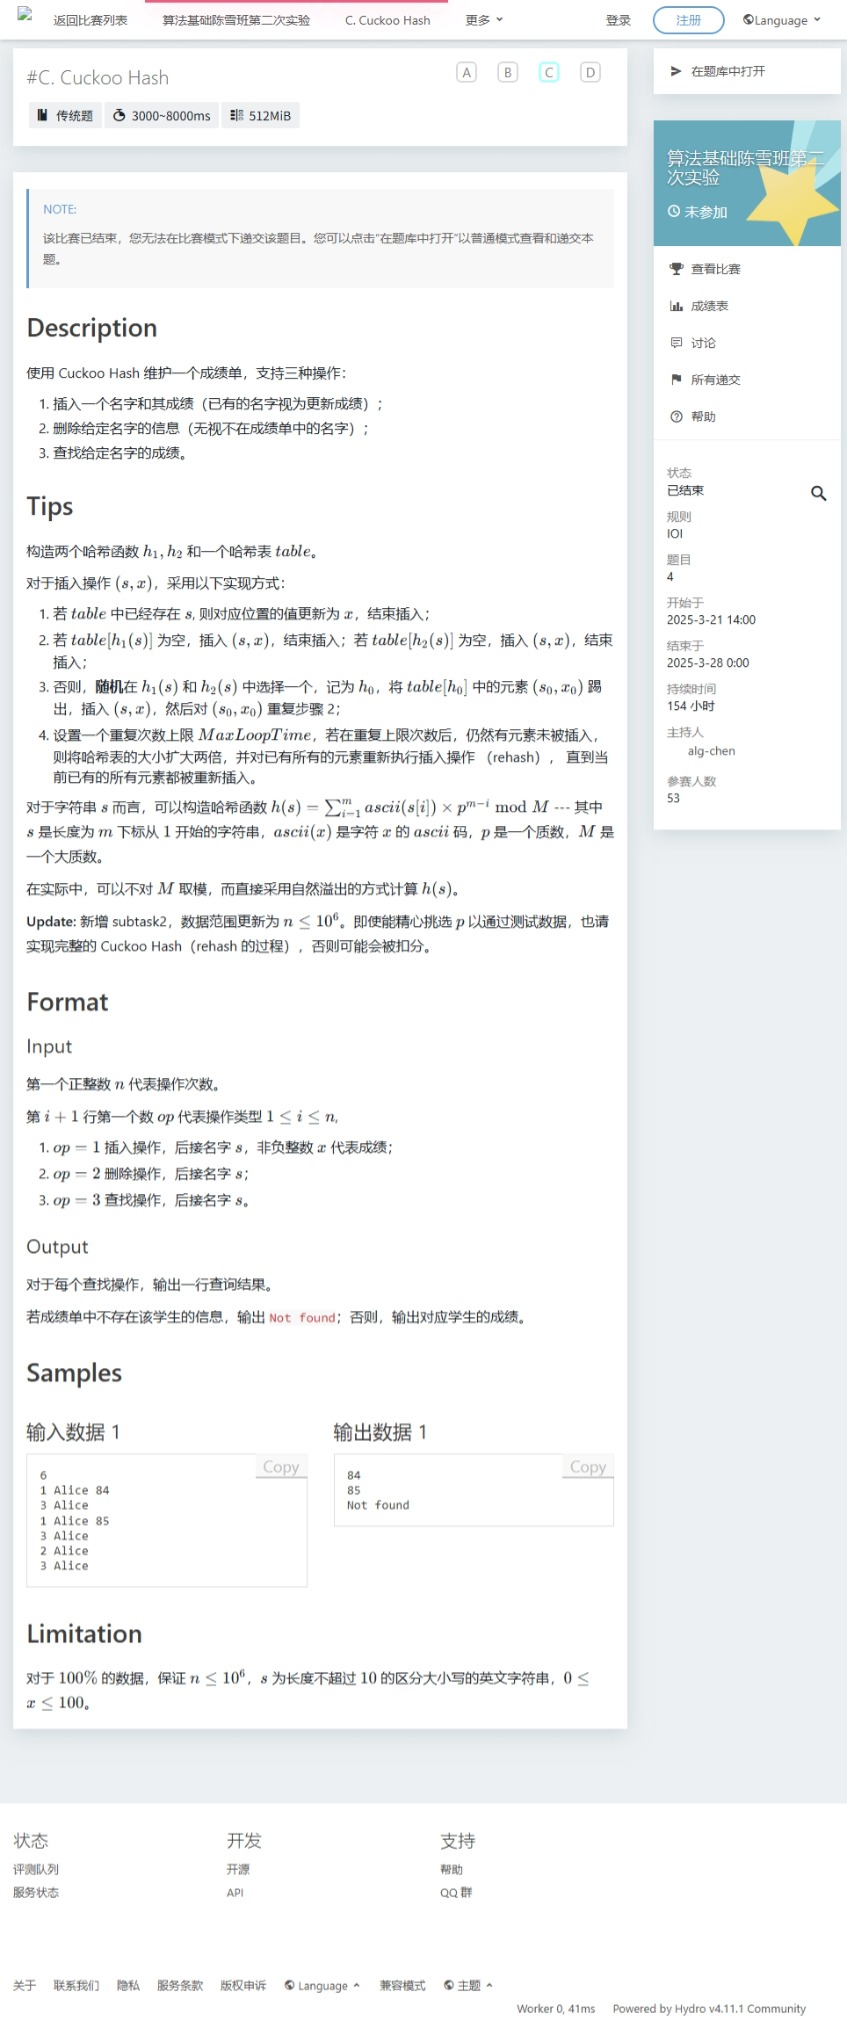 返回比赛列表 算法基础陈雪班第二次实验 C. Cuckoo Hash 更多 登录 注册 Language
#C. Cuckoo Hash
A B C D
传统题 3000~8000ms 512MiB
在题库中打开
算法基础陈雪班第二
次实验
未参加
NOTE:
该比赛已结束，您无法在比赛模式下递交该题目。您可以点击“在题库中打开”以普通模式查看和递交本
题。
查看比赛
成绩表
讨论
所有递交
帮助
状态
已结束
规则
IOI
题目
4
开始于
2025-3-21 14:00
结束于
2025-3-28 0:00
持续时间
154 小时
主持人
alg-chen
参赛人数
53
Description
使用 Cuckoo Hash 维护一个成绩单，支持三种操作：
1. 插入一个名字和其成绩（已有的名字视为更新成绩）；
2. 删除给定名字的信息（无视不在成绩单中的名字）；
3. 查找给定名字的成绩。
Tips
构造两个哈希函数 h₁, h₂ 和一个哈希表 table。
对于插入操作 (s, x)，采用以下实现方式：
1. 若 table 中已经存在 s, 则对应位置的值更新为 x，结束插入；
2. 若 table[h₁(s)] 为空，插入 (s, x)，结束插入；若 table[h₂(s)] 为空，插入 (s, x)，结束
插入；
3. 否则，随机在 h₁(s) 和 h₂(s) 中选择一个，记为 h₀，将 table[h₀] 中的元素 (s₀, x₀) 踢
出，插入 (s, x)，然后对 (s₀, x₀) 重复步骤 2；
4. 设置一个重复次数上限 MaxLoopTime，若在重复上限次数后，仍然有元素未被插入，
则将哈希表的大小扩大两倍，并对已有所有的元素重新执行插入操作 （rehash）， 直到当
前已有的所有元素都被重新插入。
对于字符串 s 而言，可以构造哈希函数 h(s) = ∑ᵢ₌₁ᵐ ascii(s[i]) × pᵐ⁻ⁱ mod M --- 其中
s 是长度为 m 下标从 1 开始的字符串，ascii(x) 是字符 x 的 ascii 码，p 是一个质数，M 是
一个大质数。
在实际中，可以不对 M 取模，而直接采用自然溢出的方式计算 h(s)。
Update: 新增 subtask2，数据范围更新为 n ≤ 10⁶。即使能精心挑选 p 以通过测试数据，也请
实现完整的 Cuckoo Hash（rehash 的过程），否则可能会被扣分。
Format
Input
第一个正整数 n 代表操作次数。
第 i + 1 行第一个数 op 代表操作类型 1 ≤ i ≤ n,
1. op = 1 插入操作，后接名字 s，非负整数 x 代表成绩；
2. op = 2 删除操作，后接名字 s；
3. op = 3 查找操作，后接名字 s。
Output
对于每个查找操作，输出一行查询结果。
若成绩单中不存在该学生的信息，输出 Not found；否则，输出对应学生的成绩。
Samples
输入数据 1
Copy
6
1 Alice 84
3 Alice
1 Alice 85
3 Alice
2 Alice
3 Alice
输出数据 1
Copy
84
85
Not found
Limitation
对于 100% 的数据，保证 n ≤ 10⁶，s 为长度不超过 10 的区分大小写的英文字符串，0 ≤
x ≤ 100。
状态
评测队列
服务状态
开发
开源
API
支持
帮助
QQ 群
关于 联系我们 隐私 服务条款 版权申诉 Language 兼容模式 主题
Worker 0, 41ms Powered by Hydro v4.11.1 Community